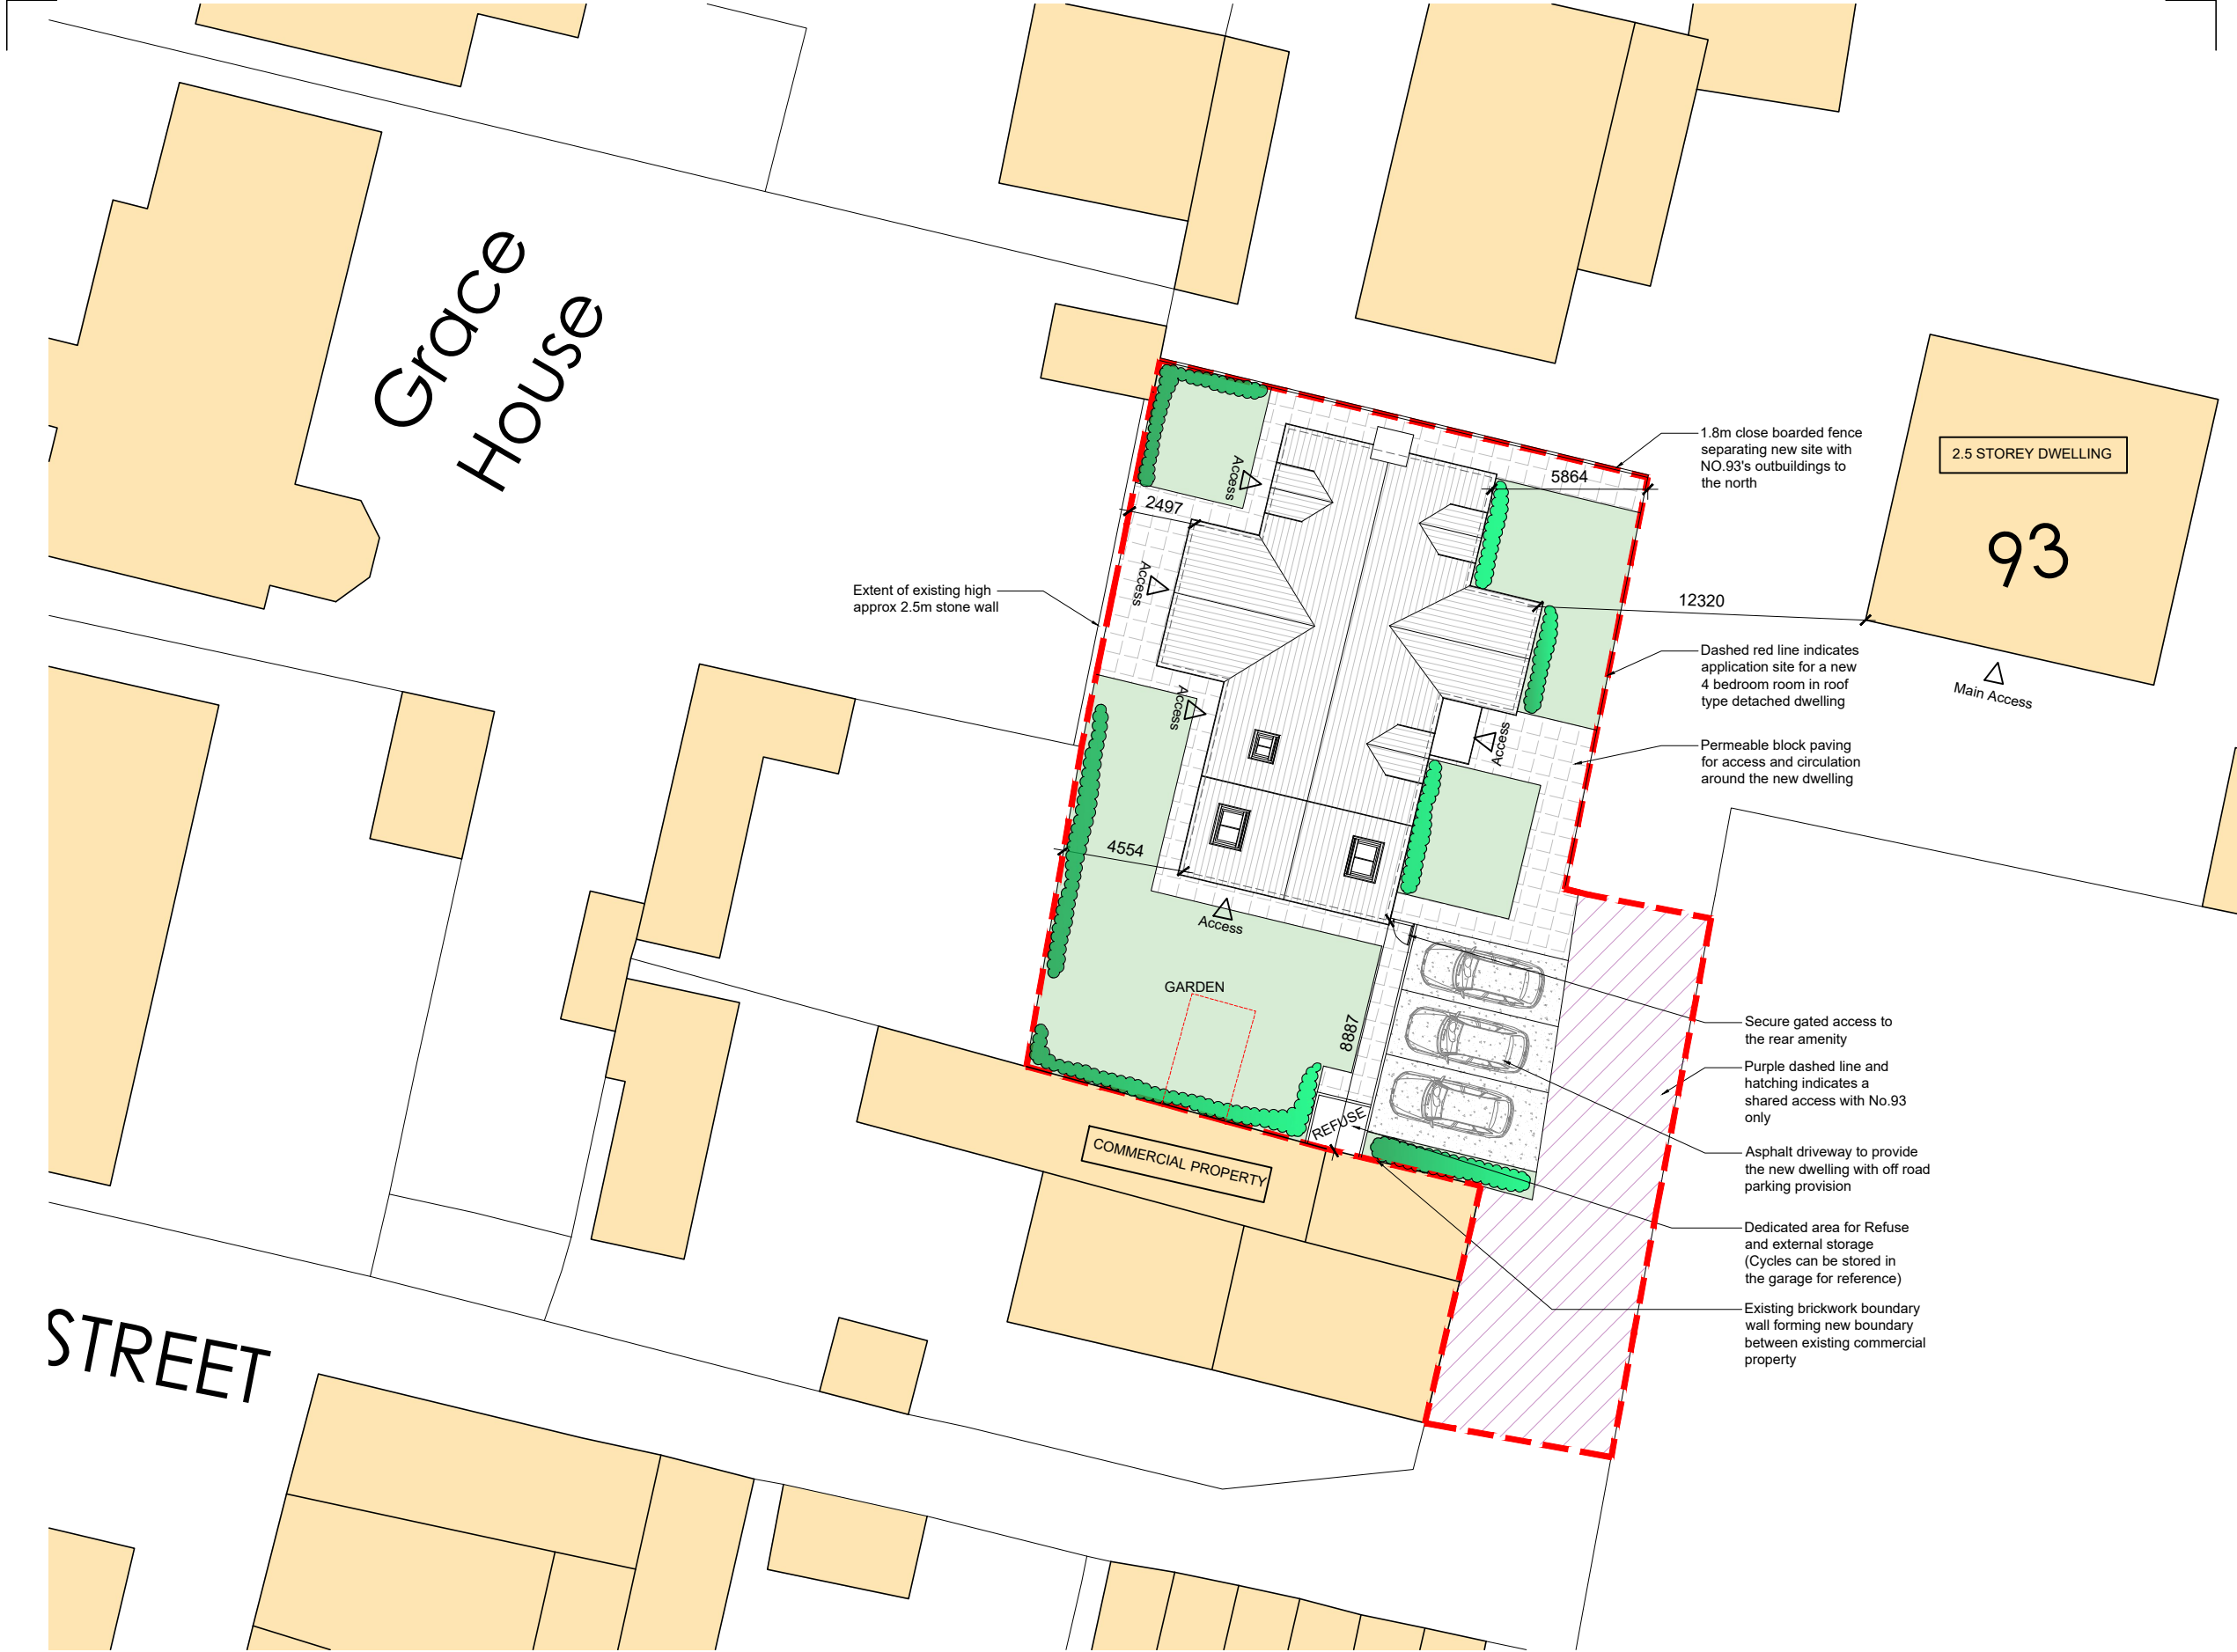 Grace
House
1.8m close boarded fence
separating new site with
NO.93's outbuildings to
the north
2.5 STOREY DWELLING
93
Main Access
5864
2497
12320
Access
Access
Access
Access
Access
Extent of existing high
approx 2.5m stone wall
Dashed red line indicates
application site for a new
4 bedroom room in roof
type detached dwelling
Permeable block paving
for access and circulation
around the new dwelling
4554
GARDEN
8887
REFUSE
COMMERCIAL PROPERTY
Secure gated access to
the rear amenity
Purple dashed line and
hatching indicates a
shared access with No.93
only
Asphalt driveway to provide
the new dwelling with off road
parking provision
Dedicated area for Refuse
and external storage
(Cycles can be stored in
the garage for reference)
Existing brickwork boundary
wall forming new boundary
between existing commercial
property
STREET